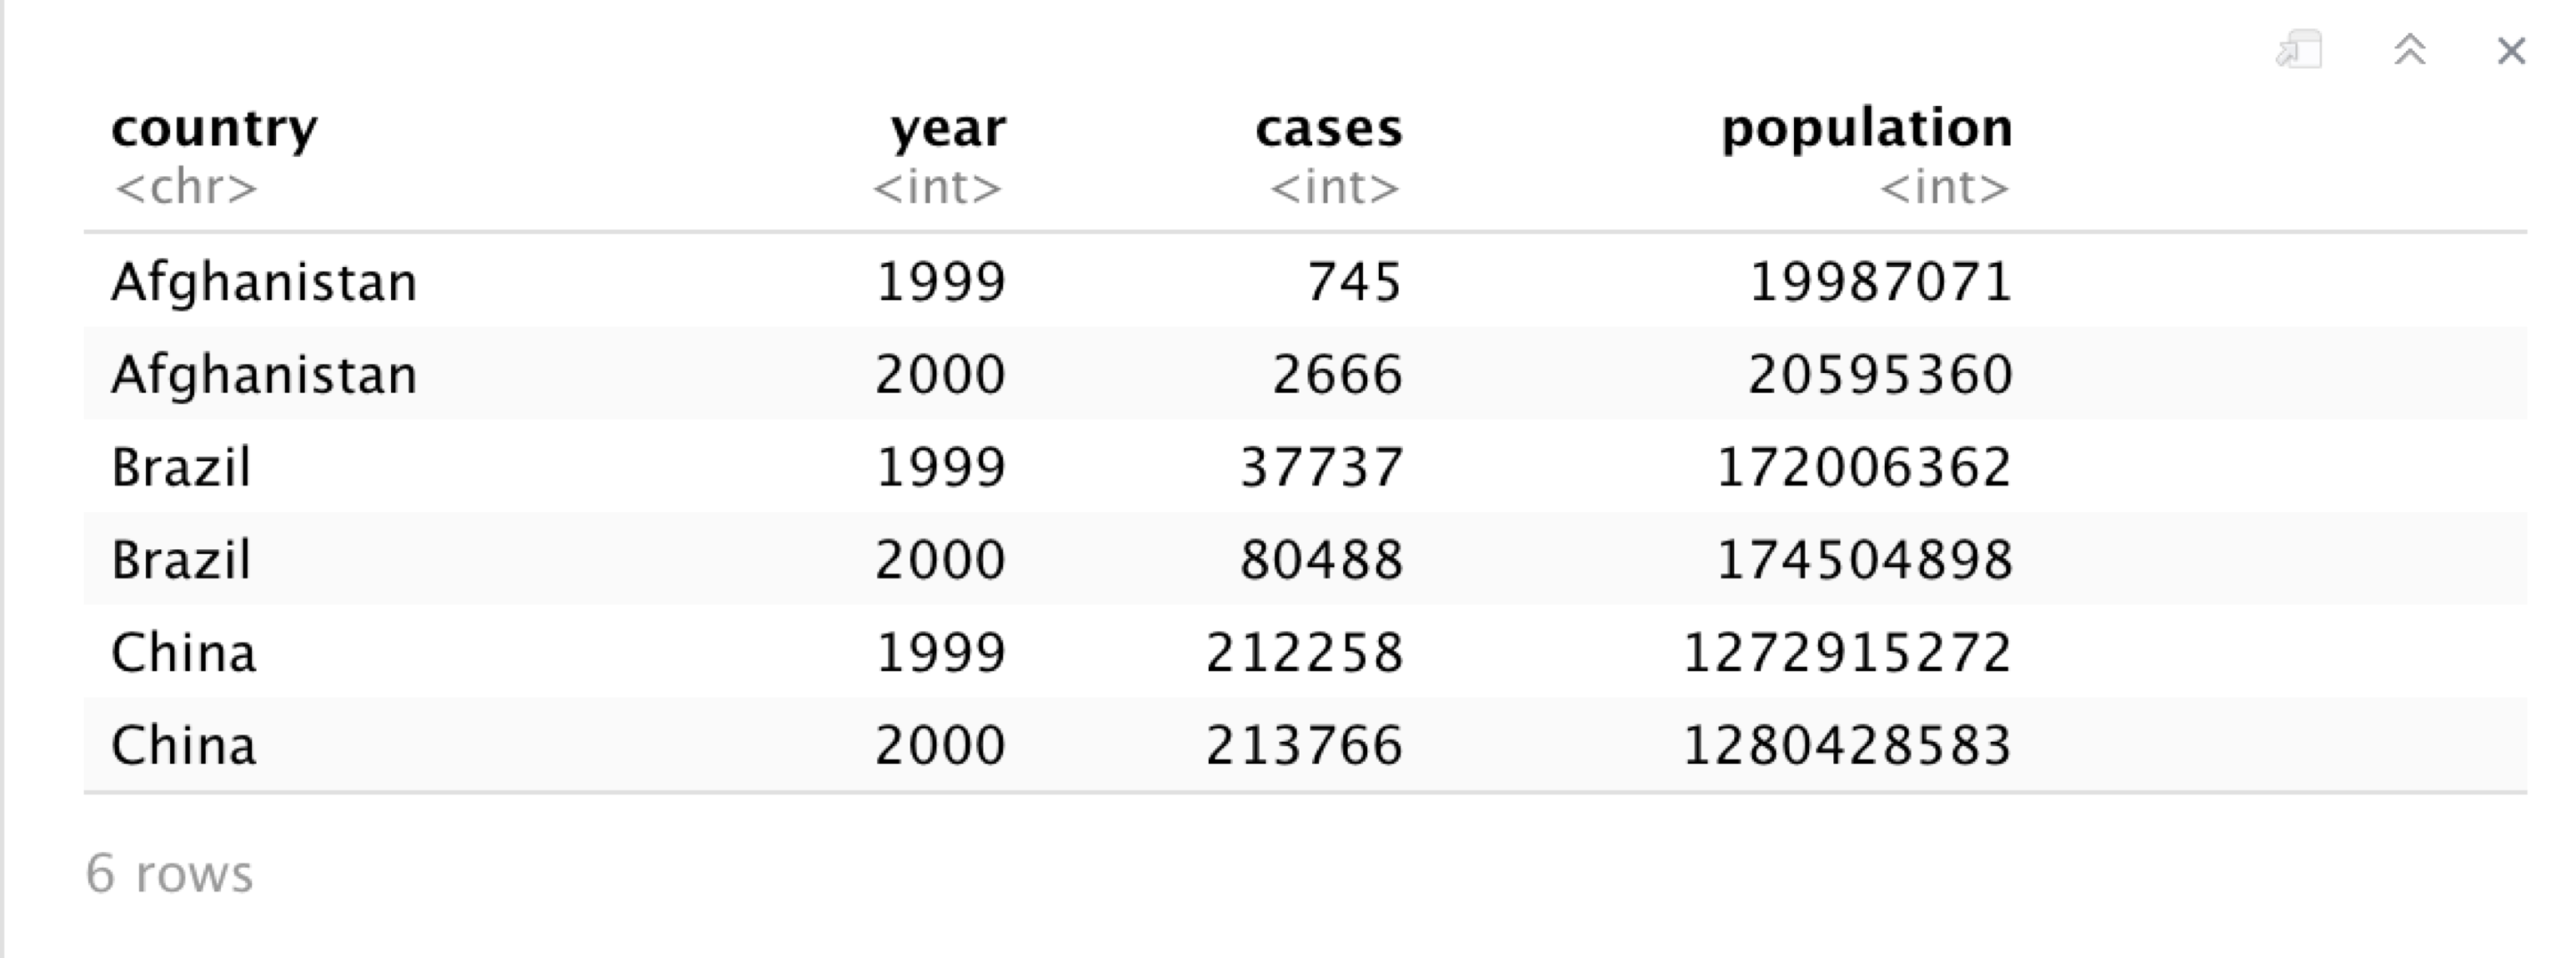 country year cases population
<chr> <int> <int> <int>
Afghanistan 1999 745 19987071
Afghanistan 2000 2666 20595360
Brazil 1999 37737 172006362
Brazil 2000 80488 174504898
China 1999 212258 1272915272
China 2000 213766 1280428583
6 rows